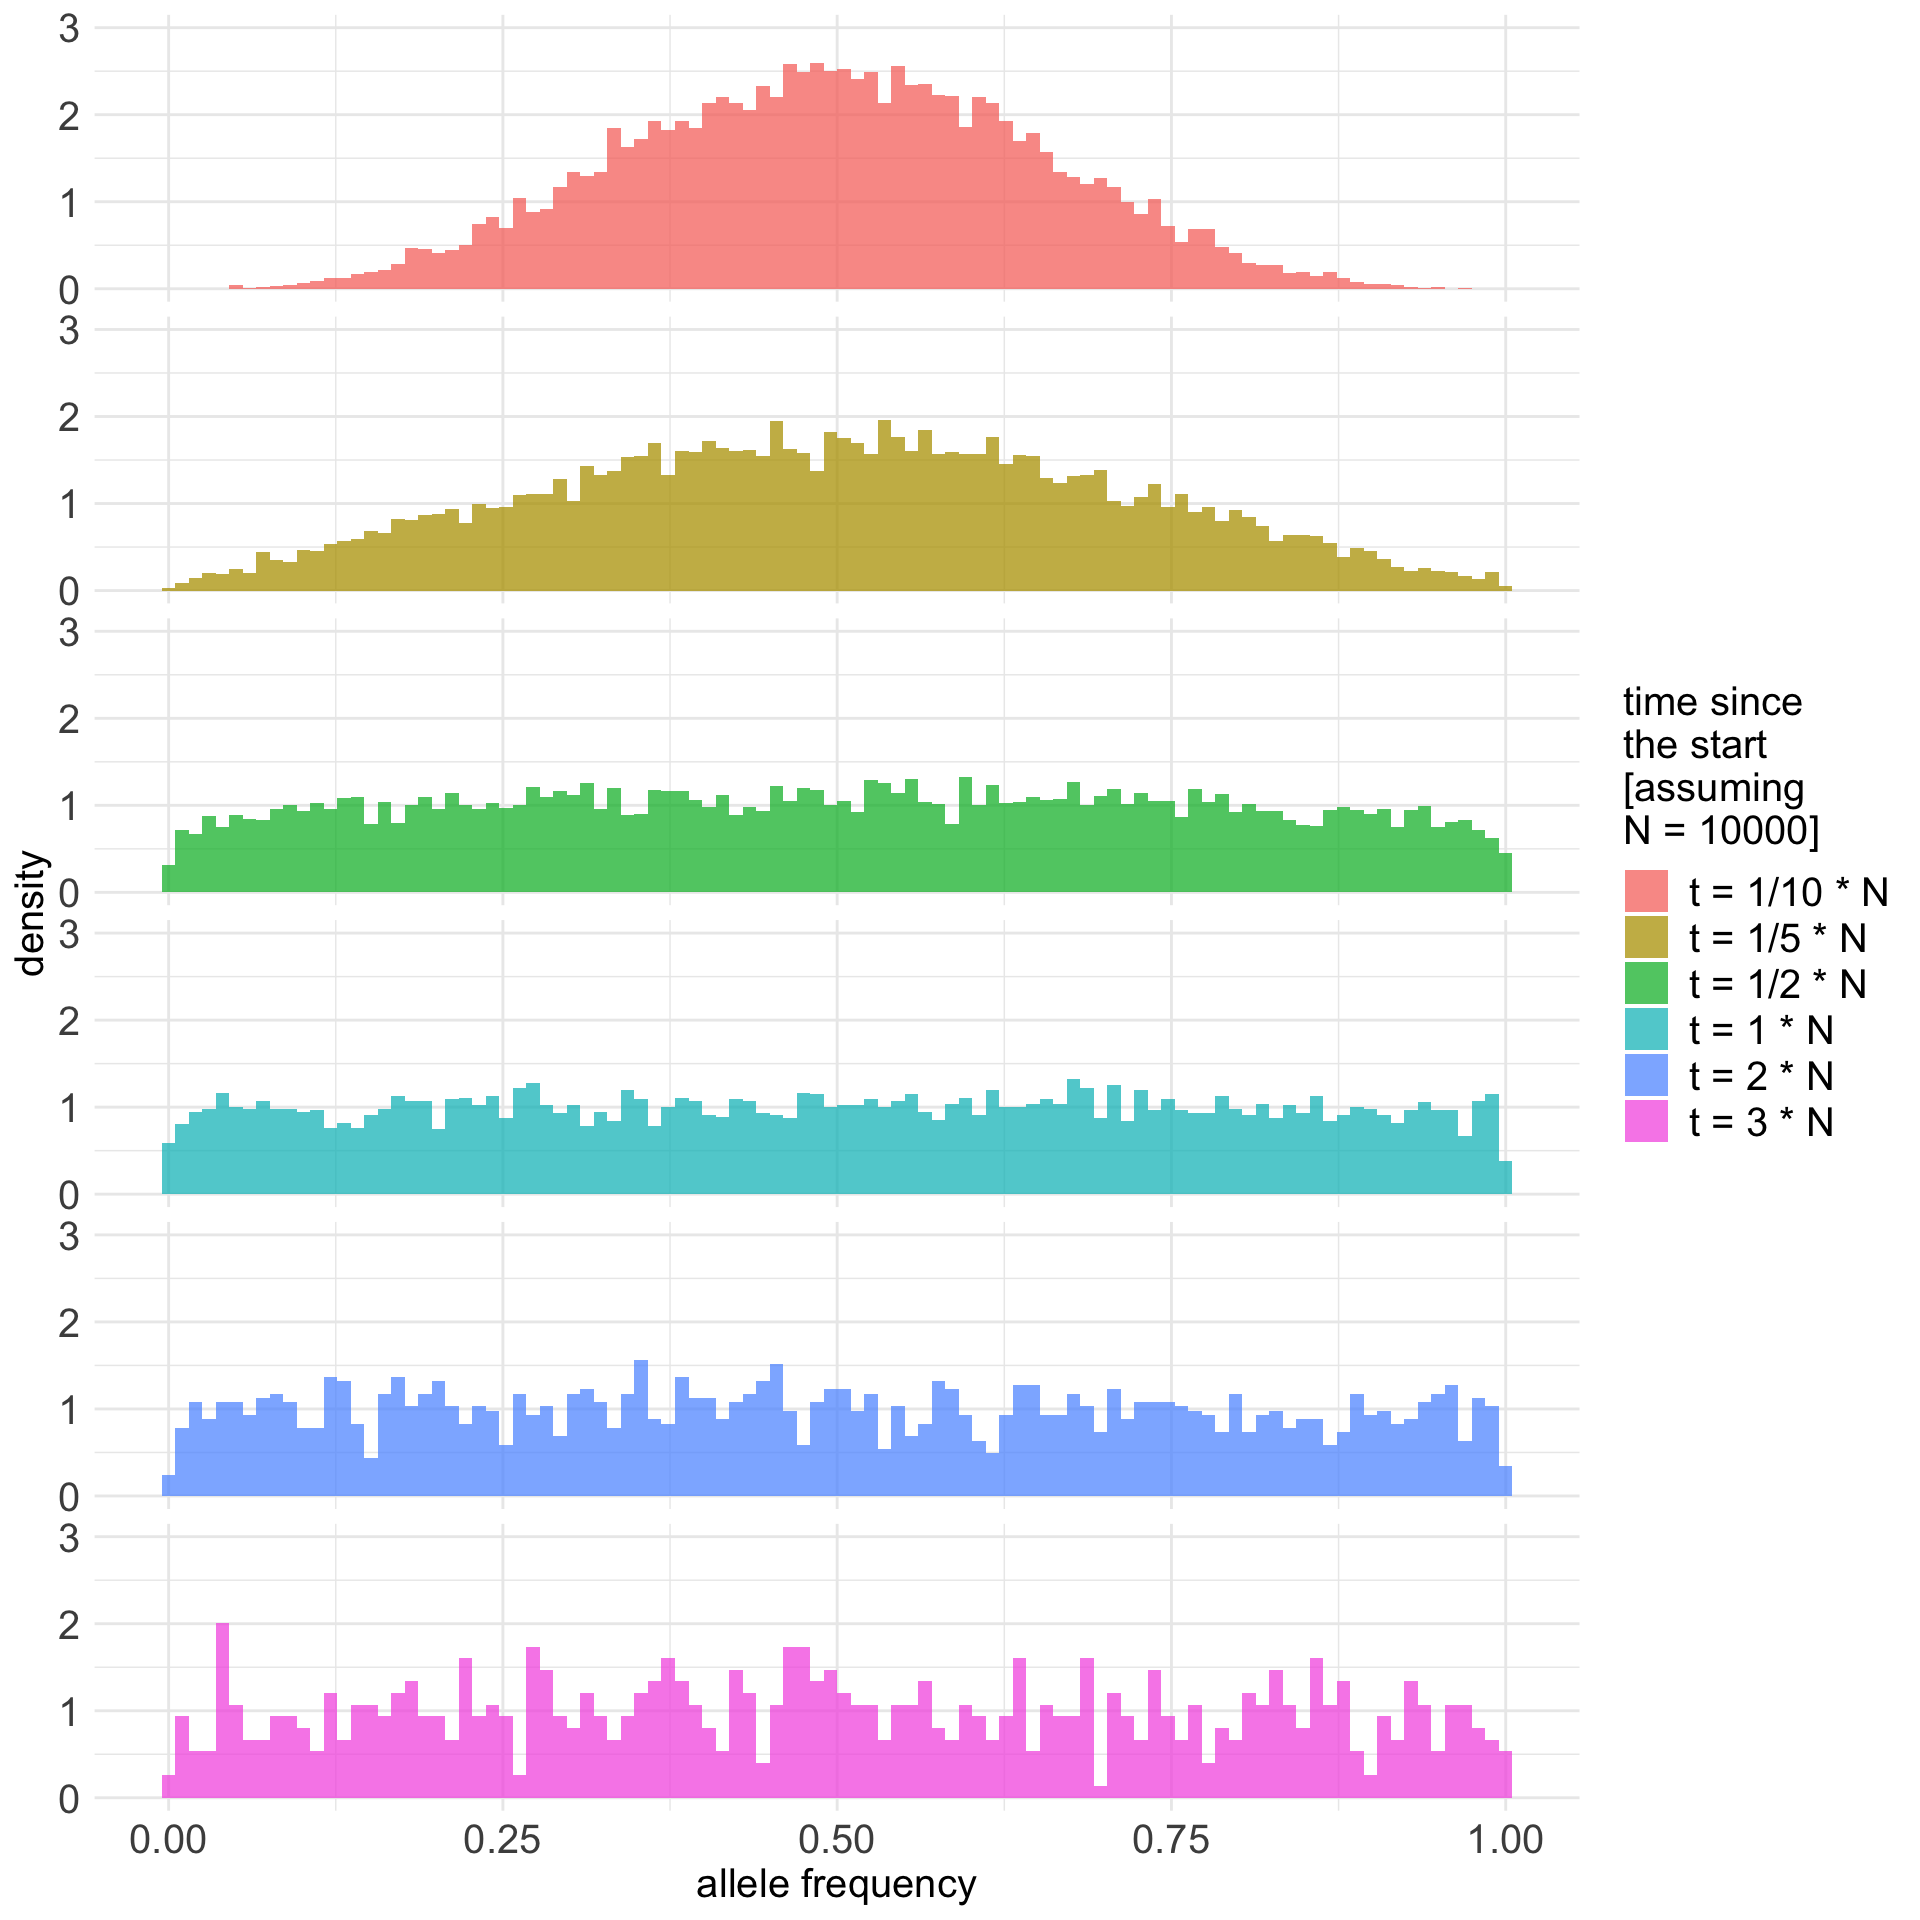 3
2
1
0
3
2
1
0
3
2
1
0
3
2
1
0
3
2
1
0
3
2
1
0
density
0.00 0.25 0.50 0.75 1.00
allele frequency
time since
the start
[assuming
N = 10000]
t = 1/10 * N
t = 1/5 * N
t = 1/2 * N
t = 1 * N
t = 2 * N
t = 3 * N